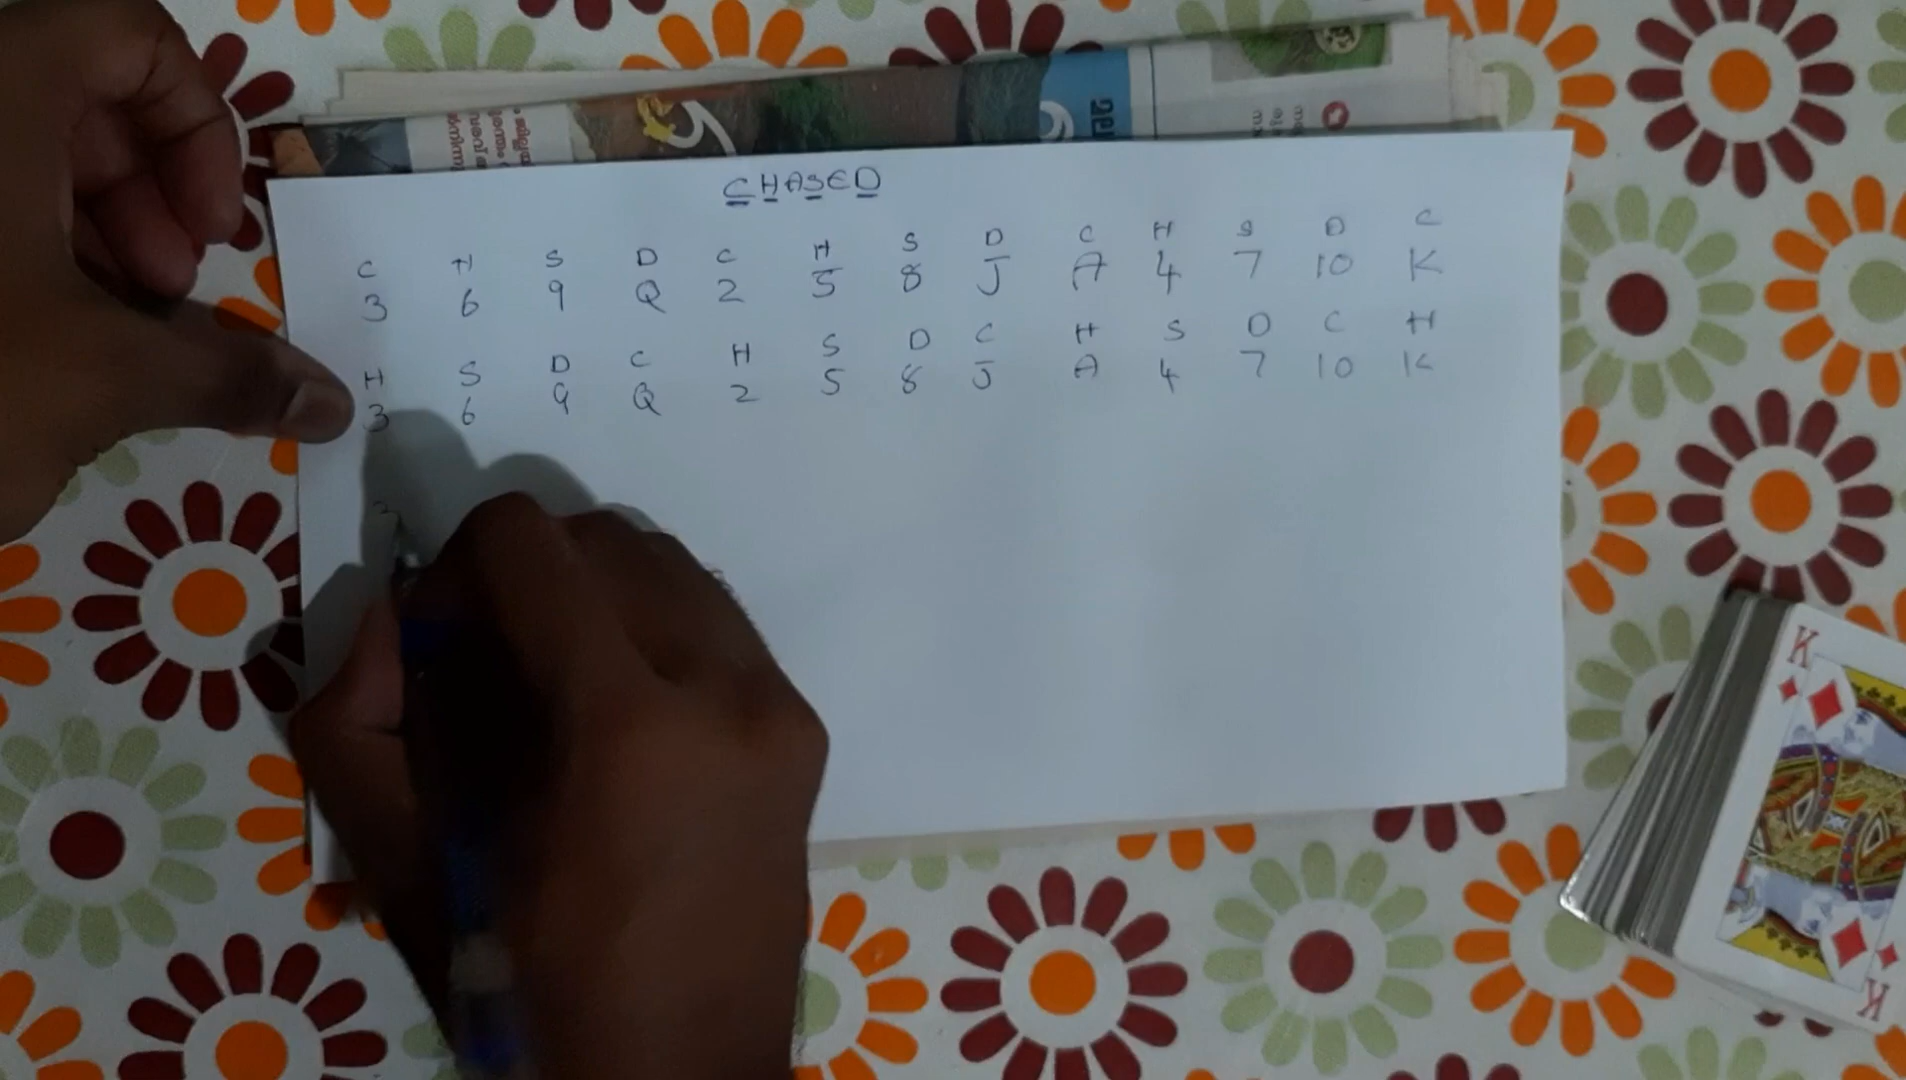 CHASED
C H S D C H S D C H S D C
3 6 9 Q 2 5 8 J A 4 7 10 K
H S D C H S D C H S D C H
3 6 9 Q 2 5 8 J A 4 7 10 K
3
K
K